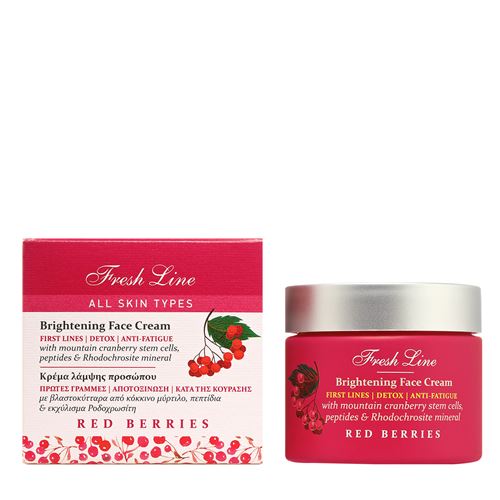 Fresh Line
ALL SKIN TYPES
Brightening Face Cream
FIRST LINES | DETOX | ANTI-FATIGUE
with mountain cranberry stem cells,
peptides & Rhodochrosite mineral
Κρέμα λάμψης προσώπου
ΠΡΩΤΕΣ ΓΡΑΜΜΕΣ | ΑΠΟΤΟΞΙΝΩΣΗ | ΚΑΤΑ ΤΗΣ ΚΟΥΡΑΣΗΣ
με βλαστοκύτταρα από κόκκινο μύρτιλο, πεπτίδια
& εκχύλισμα Ροδοχρωσίτη
RED BERRIES
Fresh Line
Brightening Face Cream
FIRST LINES | DETOX | ANTI-FATIGUE
with mountain cranberry stem cells,
peptides & Rhodochrosite mineral
RED BERRIES